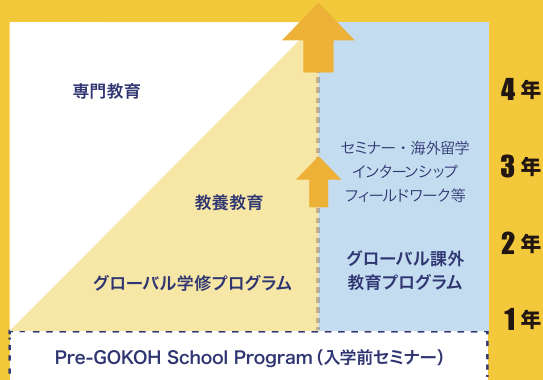 専門教育
4年
セミナー・海外留学
インターンシップ
フィールドワーク等
3年
教養教育
2年
グローバル課外
教育プログラム
グローバル学修プログラム
1年
Pre-GOKOH School Program（入学前セミナー）